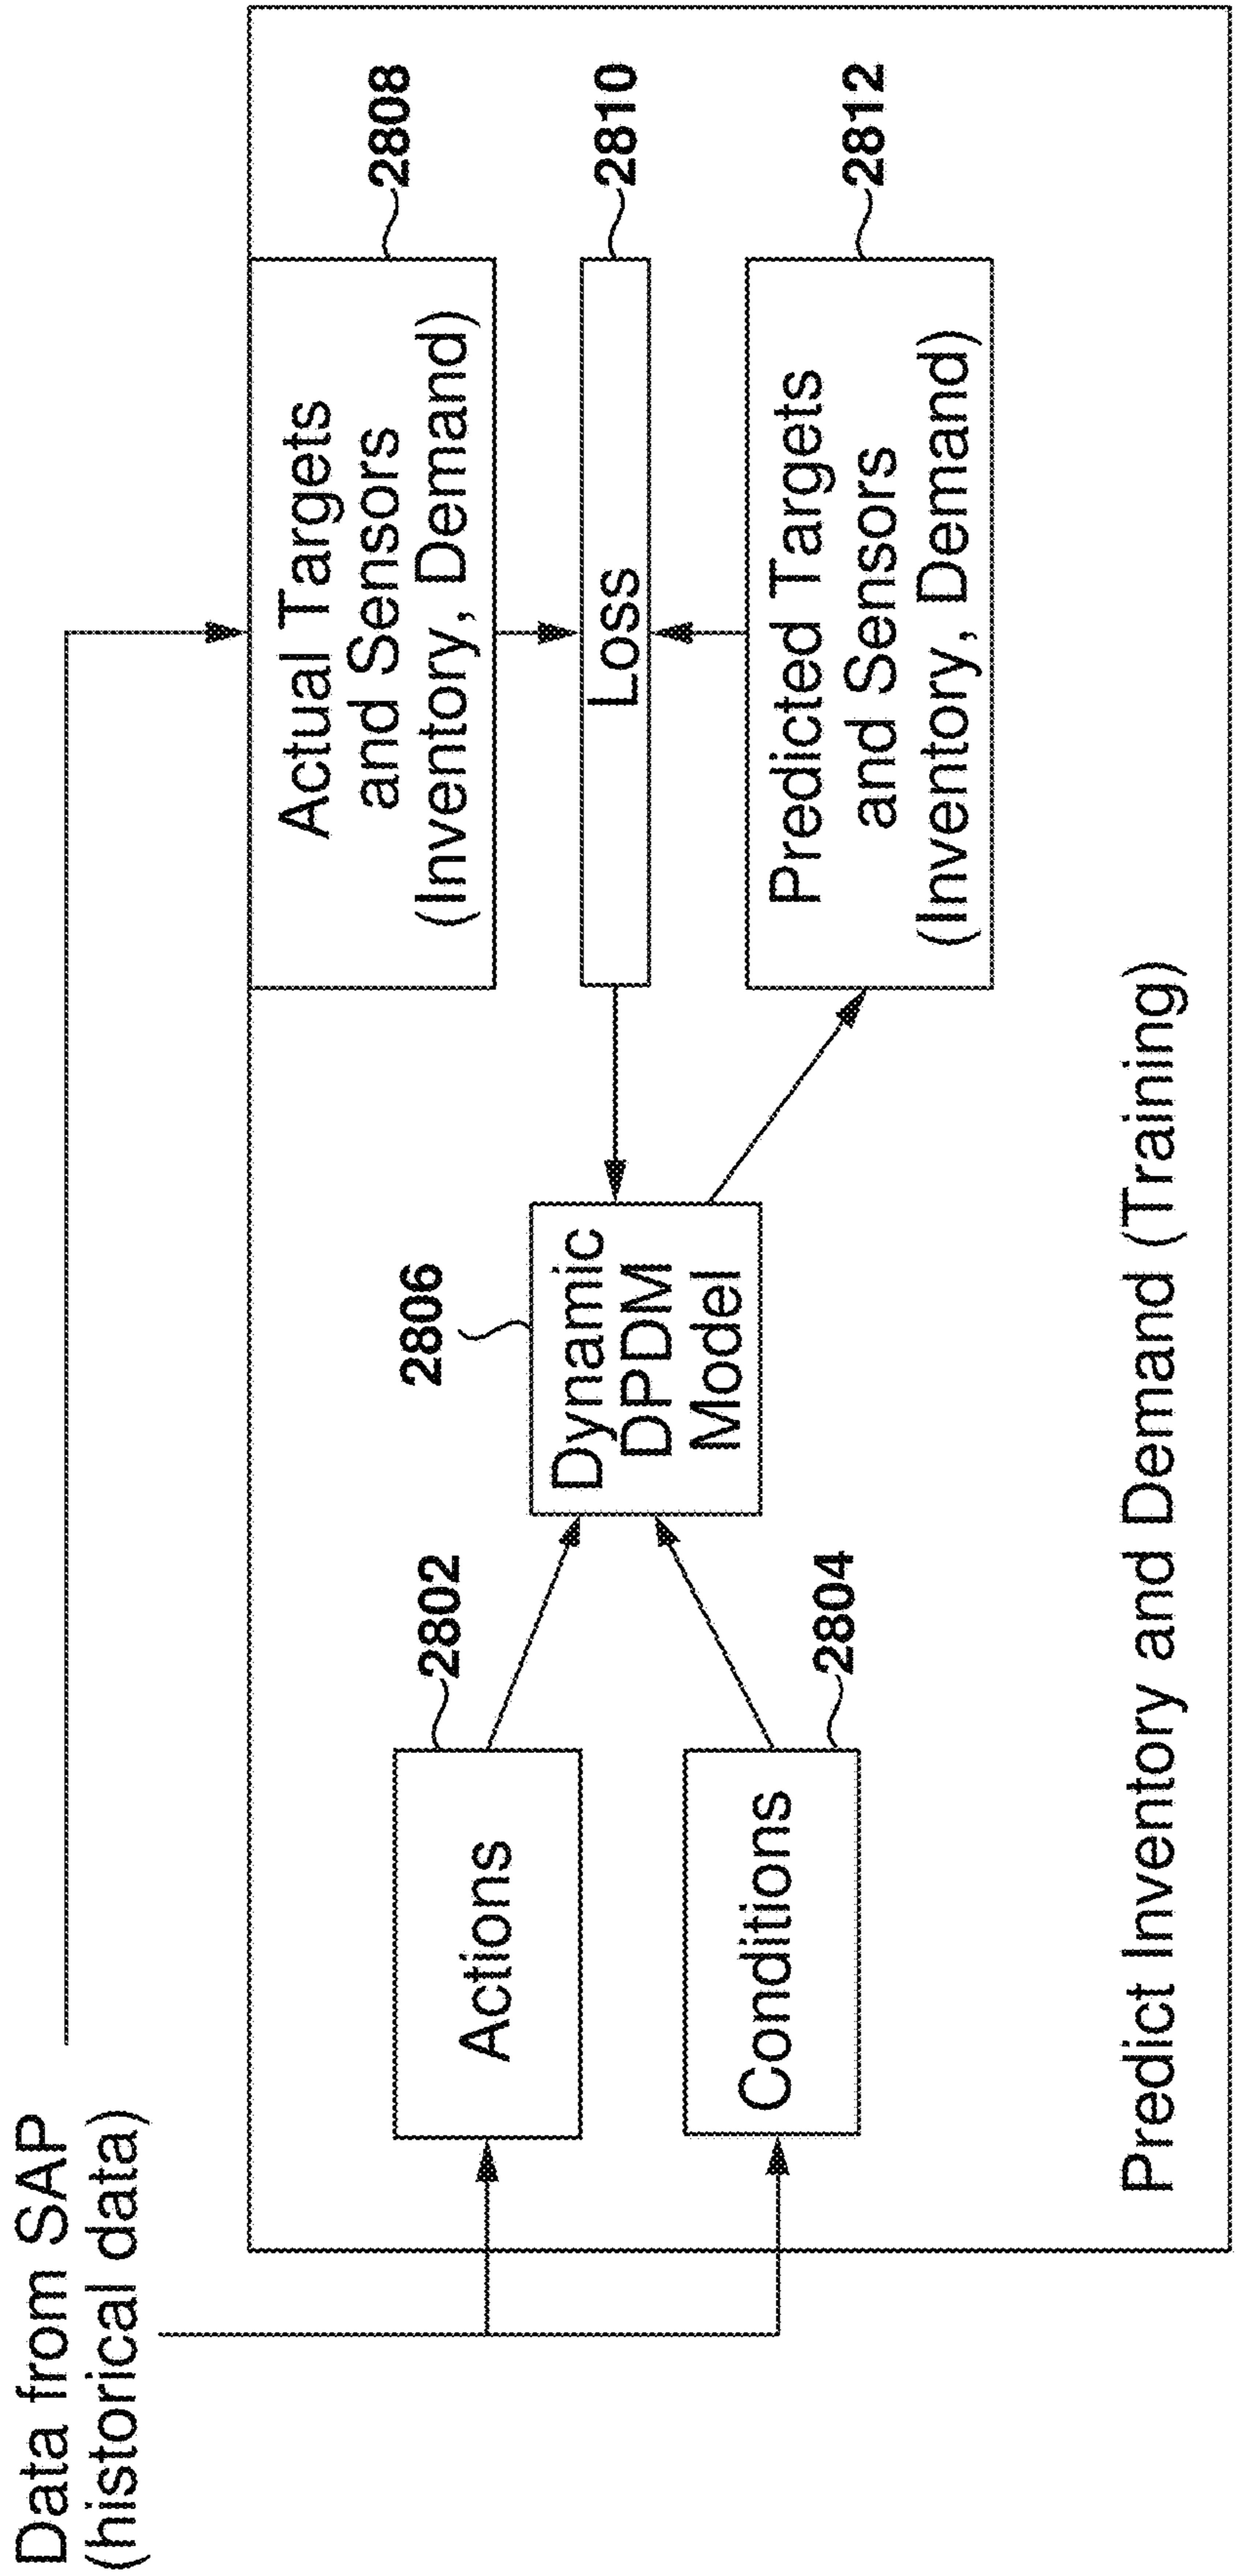 Data from SAP
(historical data)
Actions
2802
Conditions
2804
2806
Dynamic
DPDM
Model
Actual Targets
and Sensors
(Inventory, Demand)
2808
Loss
2810
Predicted Targets
and Sensors
(Inventory, Demand)
2812
Predict Inventory and Demand (Training)